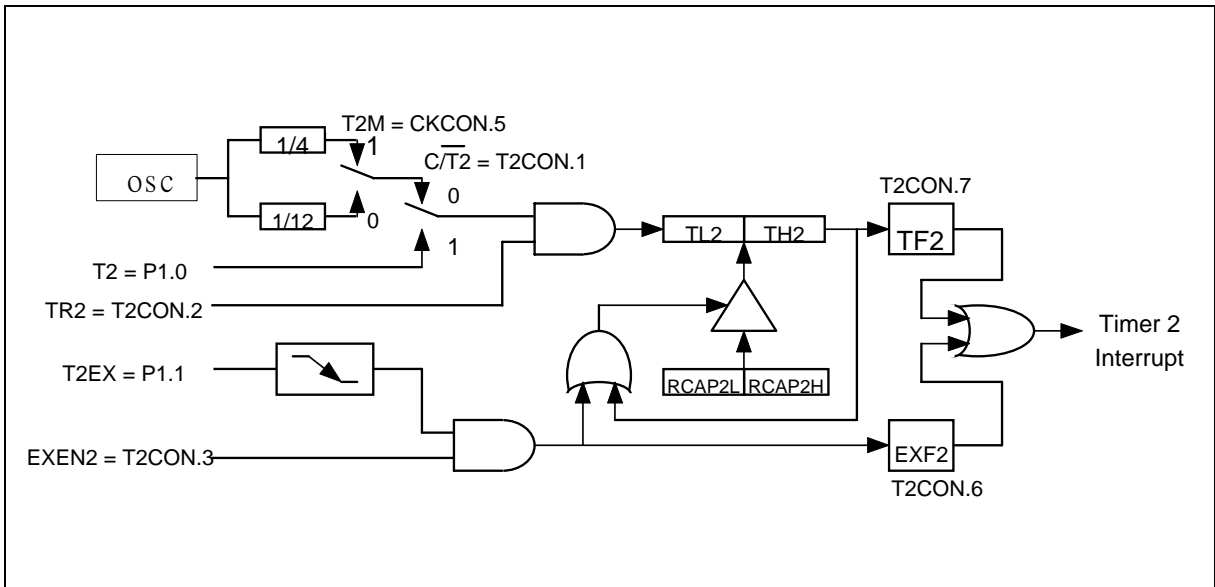 T2M = CKCON.5
1/4
1
C/T2 = T2CON.1
OSC
T2CON.7
0
1/12
0
TL2 TH2
TF2
1
T2 = P1.0
TR2 = T2CON.2
Timer 2
Interrupt
T2EX = P1.1
RCAP2L RCAP2H
EXEN2 = T2CON.3
EXF2
T2CON.6